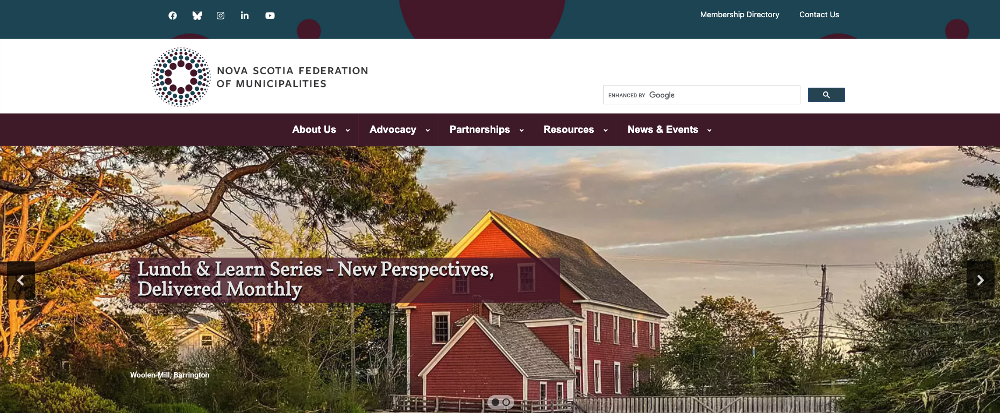 Membership Directory
Contact Us
NOVA SCOTIA FEDERATION
OF MUNICIPALITIES
ENHANCED BY Google
About Us
Advocacy
Partnerships
Resources
News & Events
Lunch & Learn Series - New Perspectives,
Delivered Monthly
Woolen Mill, Barrington